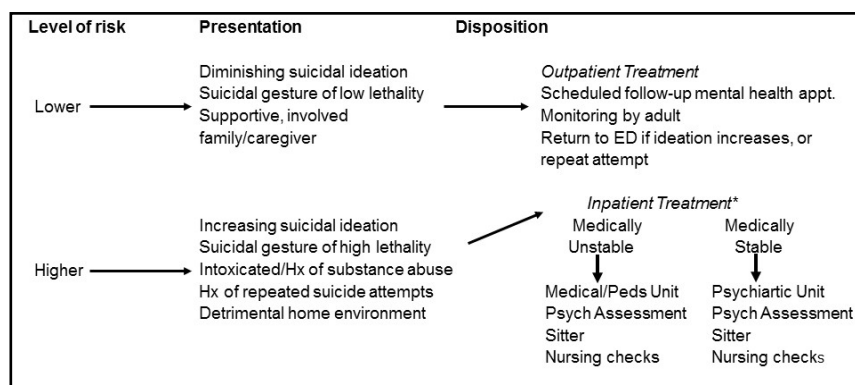 Level of risk Presentation Disposition
Diminishing suicidal ideation
Suicidal gesture of low lethality
Supportive, involved
family/caregiver
Lower
Outpatient Treatment
Scheduled follow-up mental health appt.
Monitoring by adult
Return to ED if ideation increases, or
repeat attempt
Higher
Increasing suicidal ideation
Suicidal gesture of high lethality
Intoxicated/Hx of substance abuse
Hx of repeated suicide attempts
Detrimental home environment
Inpatient Treatment*
Medically
Unstable
Medical/Peds Unit
Psych Assessment
Sitter
Nursing checks
Medically
Stable
Psychiartic Unit
Psych Assessment
Sitter
Nursing checks